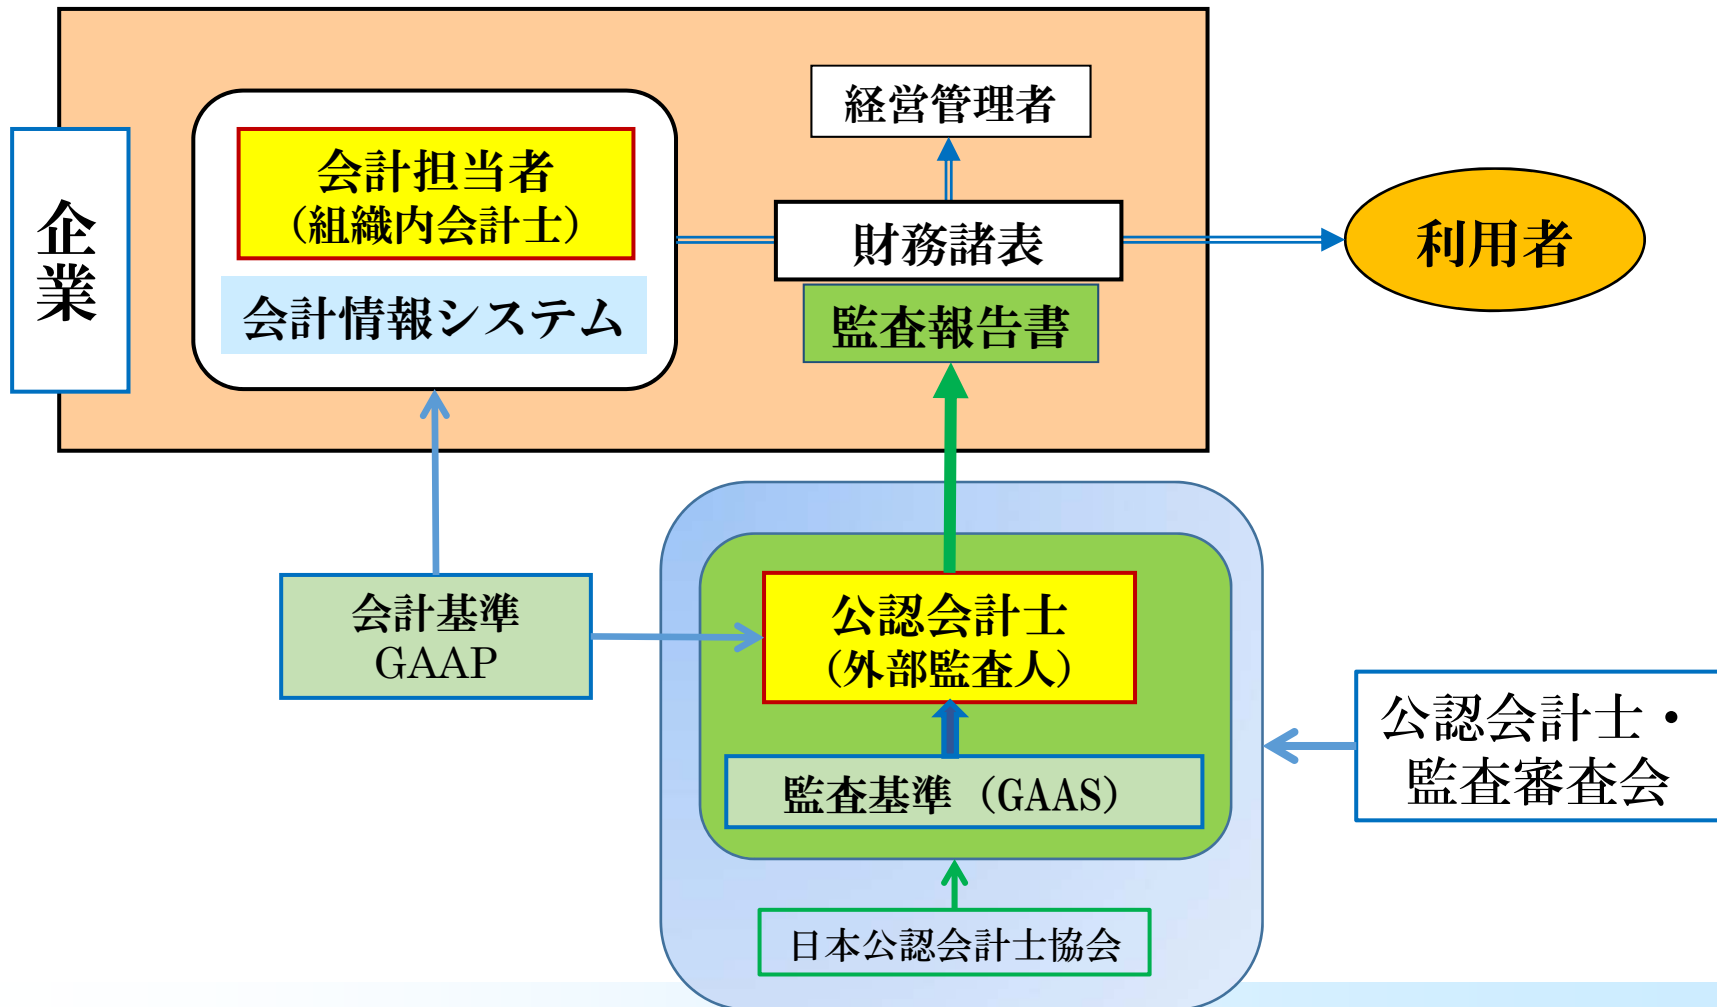 企業
会計担当者
（組織内会計士）
会計情報システム
経営管理者
財務諸表
監査報告書
利用者
会計基準
GAAP
公認会計士
（外部監査人）
監査基準（GAAS）
日本公認会計士協会
公認会計士・
監査審査会